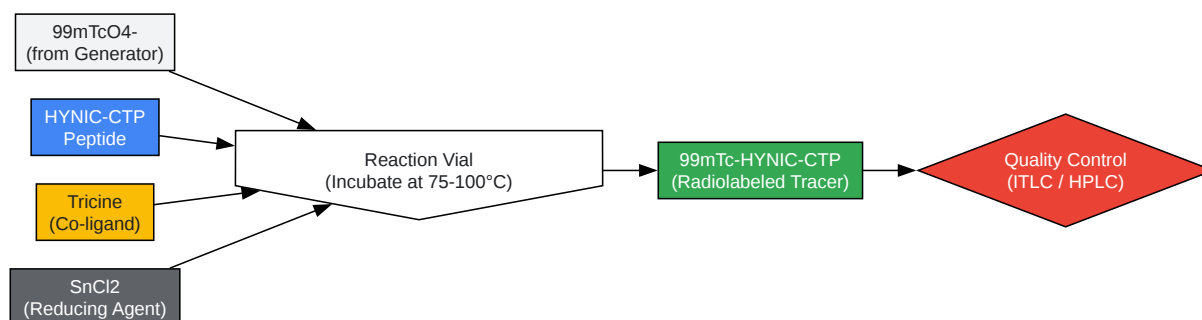 99mTcO4-
(from Generator)
HYNIC-CTP
Peptide
Tricine
(Co-ligand)
SnCl2
(Reducing Agent)
Reaction Vial
(Incubate at 75-100°C)
99mTc-HYNIC-CTP
(Radiolabeled Tracer)
Quality Control
(ITLC / HPLC)